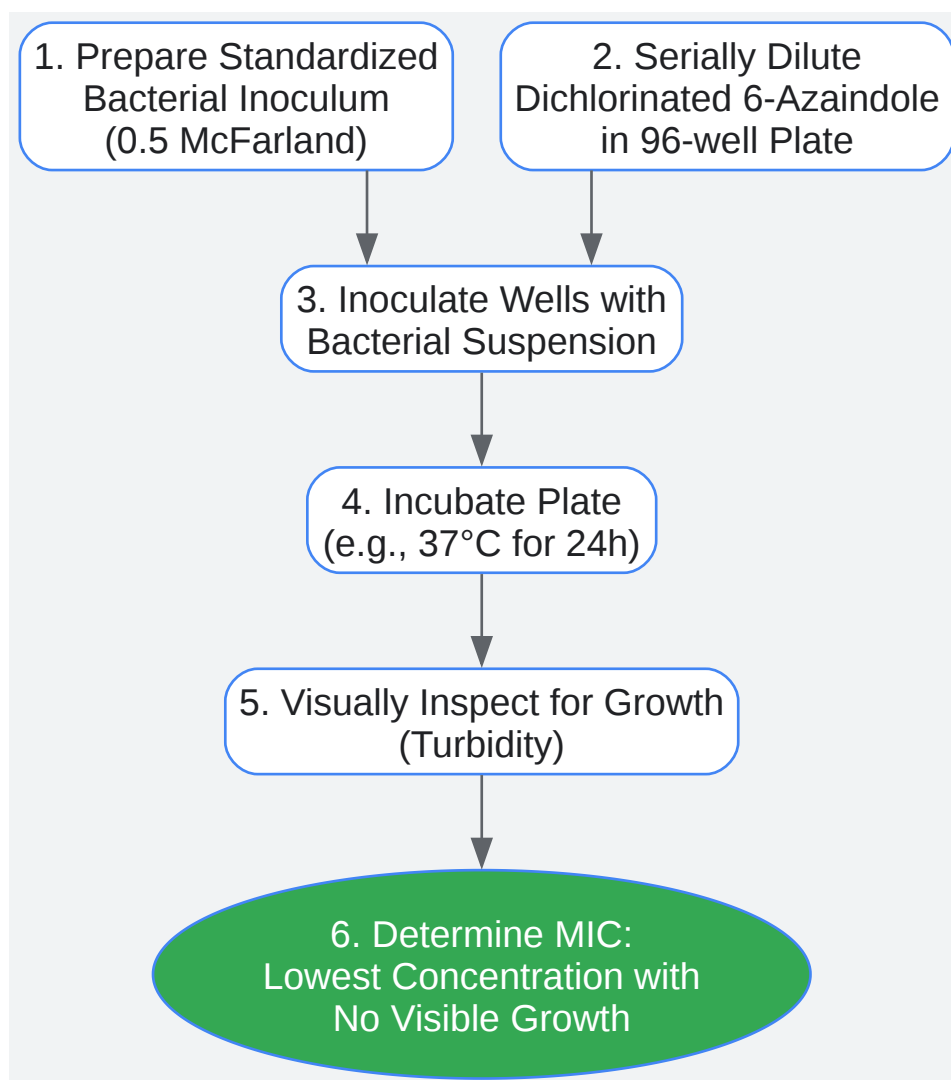 1. Prepare Standardized
Bacterial Inoculum
(0.5 McFarland)
2. Serially Dilute
Dichlorinated 6-Azaindole
in 96-well Plate
3. Inoculate Wells with
Bacterial Suspension
4. Incubate Plate
(e.g., 37°C for 24h)
5. Visually Inspect for Growth
(Turbidity)
6. Determine MIC:
Lowest Concentration with
No Visible Growth